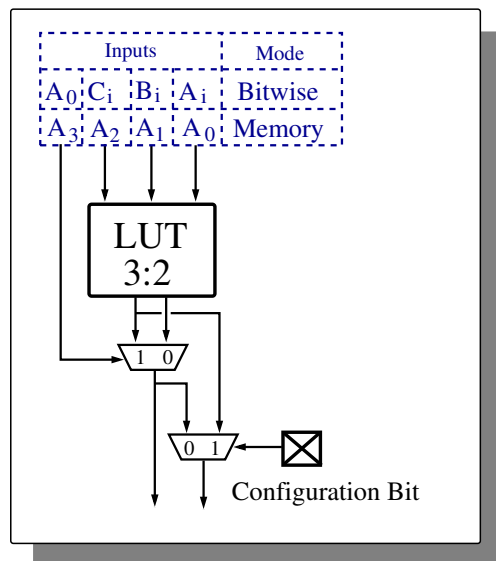 Inputs Mode
A0 Ci Bi Ai Bitwise
A3 A2 A1 A0 Memory
LUT
3:2
1 0
0 1
Configuration Bit